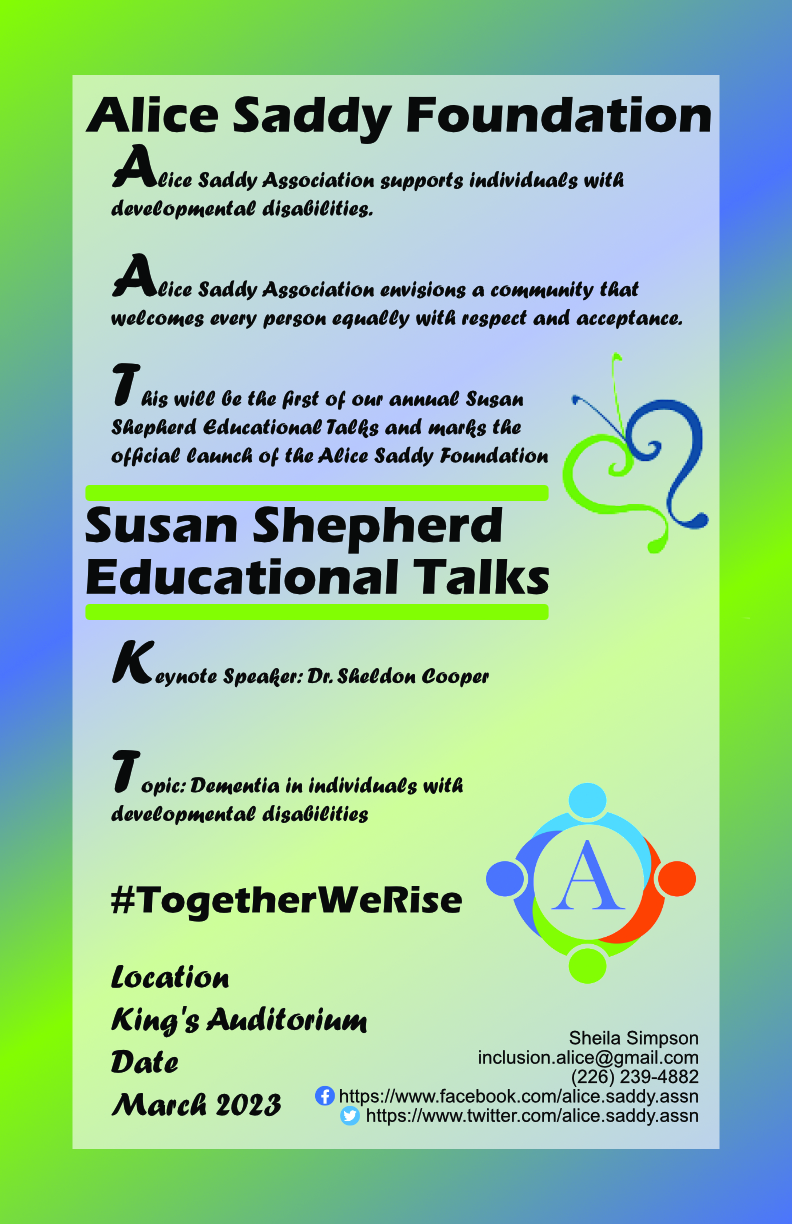 Alice Saddy Foundation
Alice Saddy Association supports individuals with
developmental disabilities.
Alice Saddy Association envisions a community that
welcomes every person equally with respect and acceptance.
This will be the first of our annual Susan
Shepherd Educational Talks and marks the
official launch of the Alice Saddy Foundation
Susan Shepherd
Educational Talks
Keynote Speaker: Dr. Sheldon Cooper
Topic: Dementia in individuals with
developmental disabilities
A
#TogetherWeRise
Location
King's Auditorium
Date
March 2023
Sheila Simpson
inclusion.alice@gmail.com
(226) 239-4882
https://www.facebook.com/alice.saddy.assn
https://www.twitter.com/alice.saddy.assn